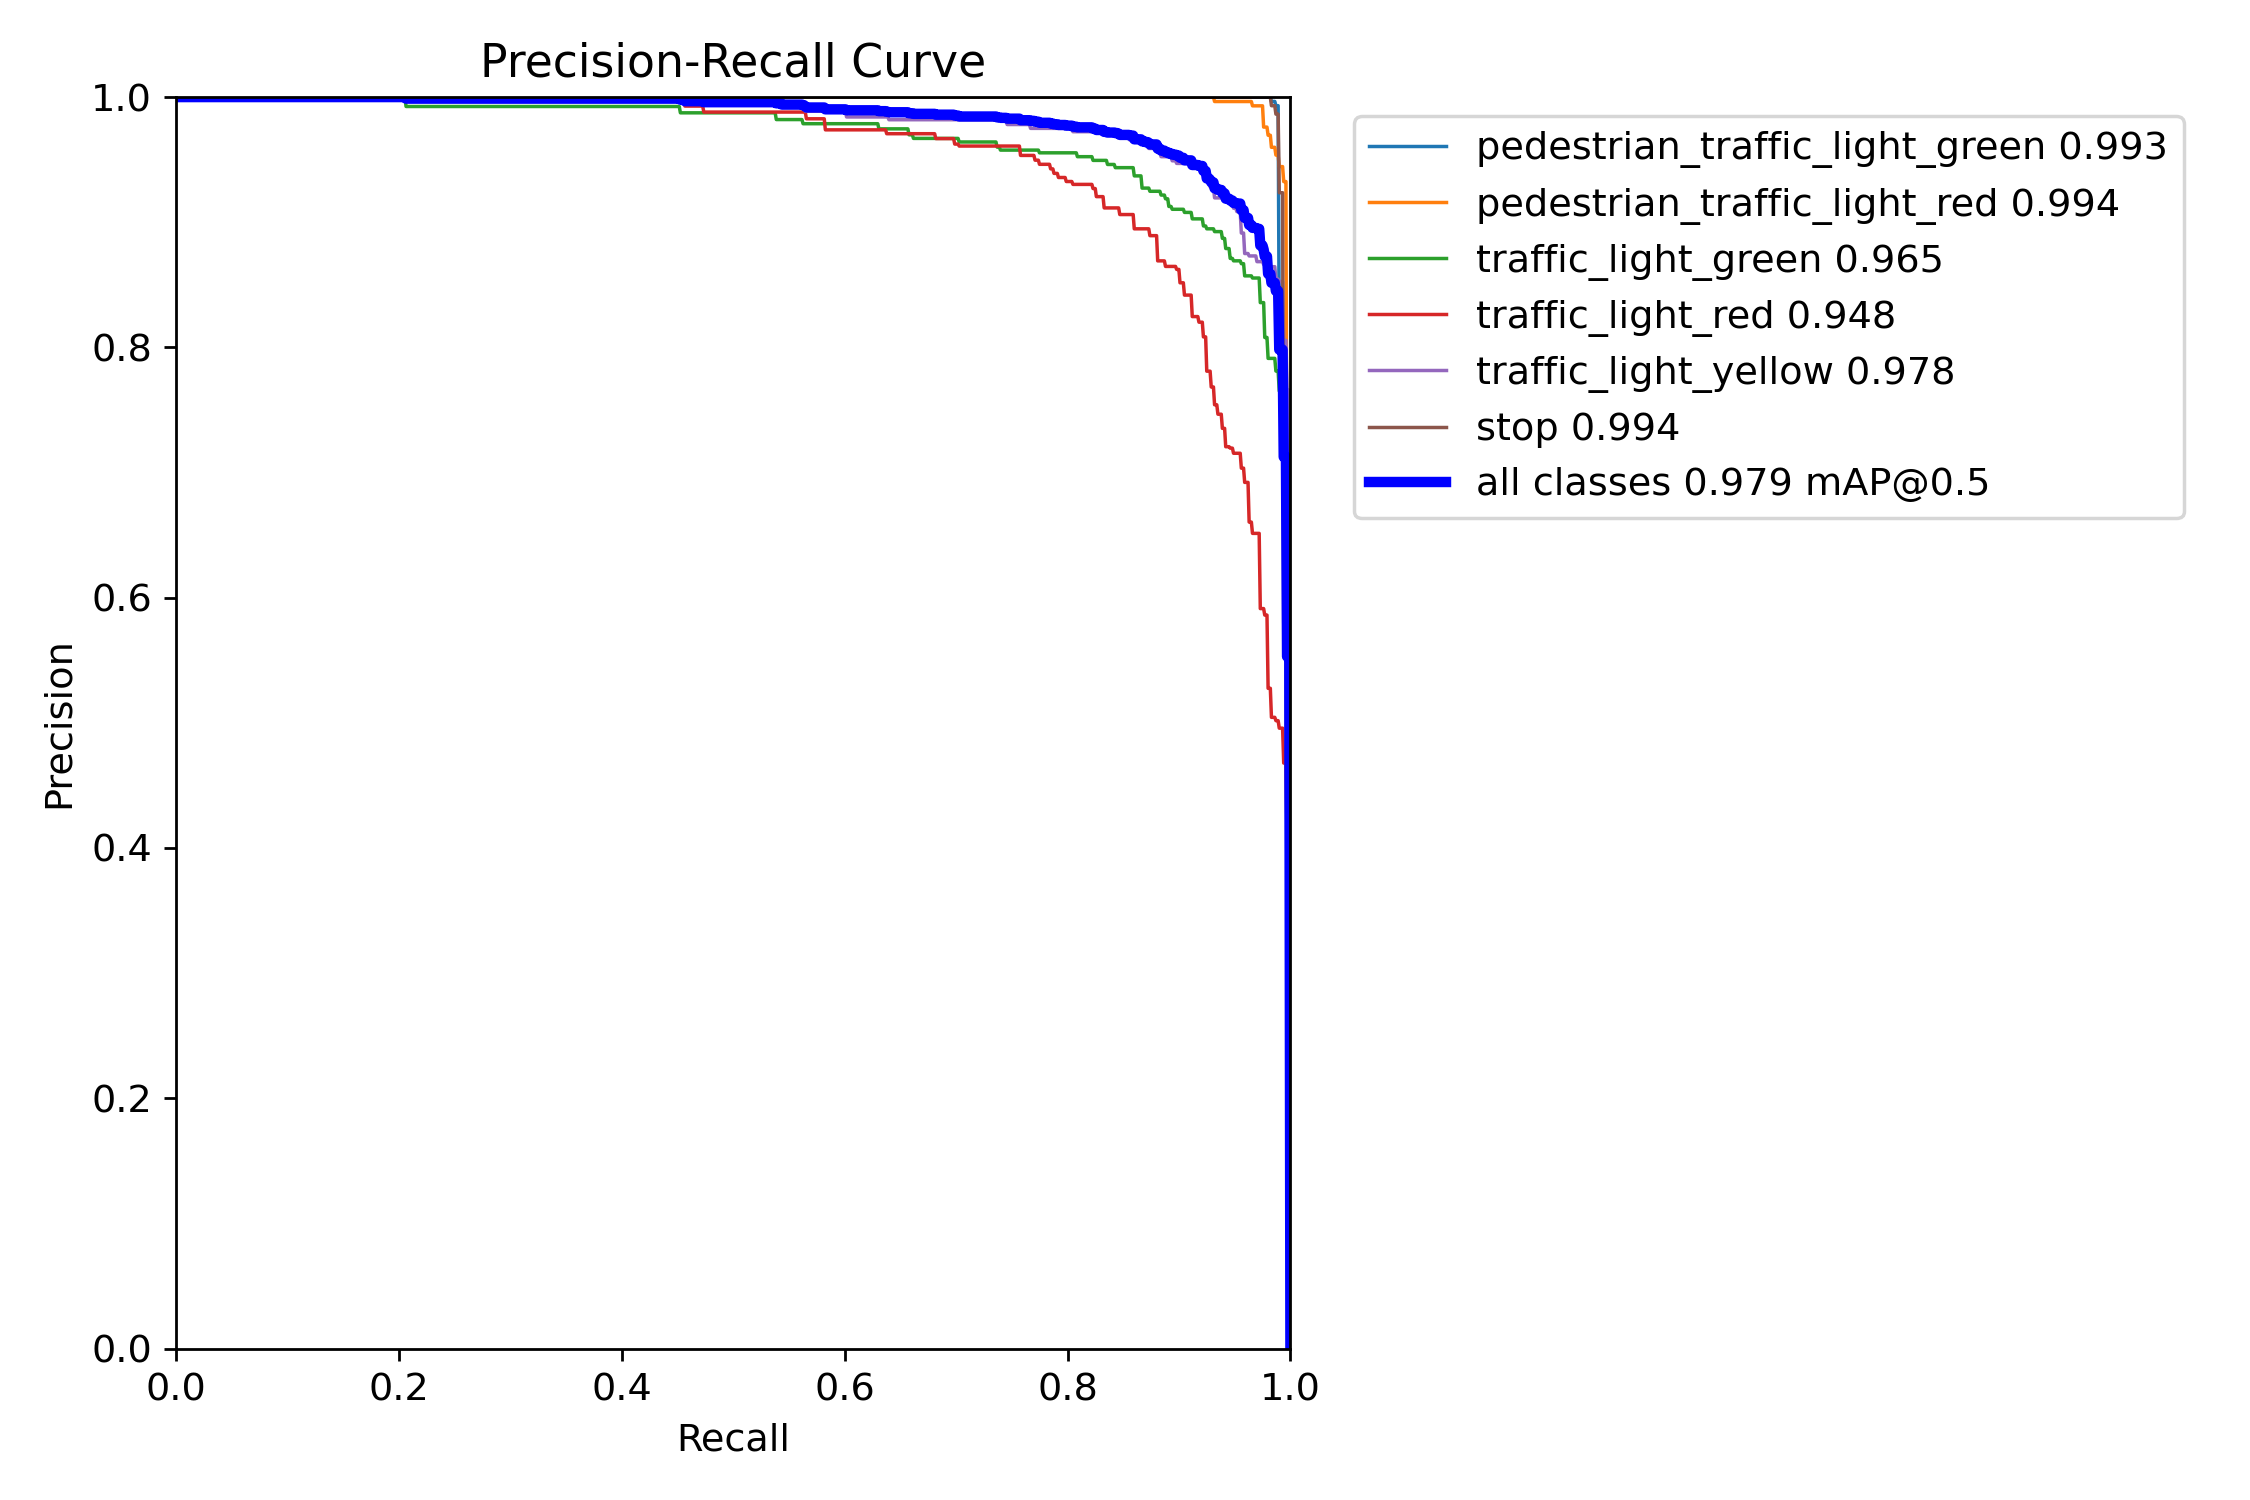 Precision-Recall Curve
1.0
0.8
0.6
0.4
0.2
0.0
Precision
0.0 0.2 0.4 0.6 0.8 1.0
Recall
pedestrian_traffic_light_green 0.993
pedestrian_traffic_light_red 0.994
traffic_light_green 0.965
traffic_light_red 0.948
traffic_light_yellow 0.978
stop 0.994
all classes 0.979 mAP@0.5